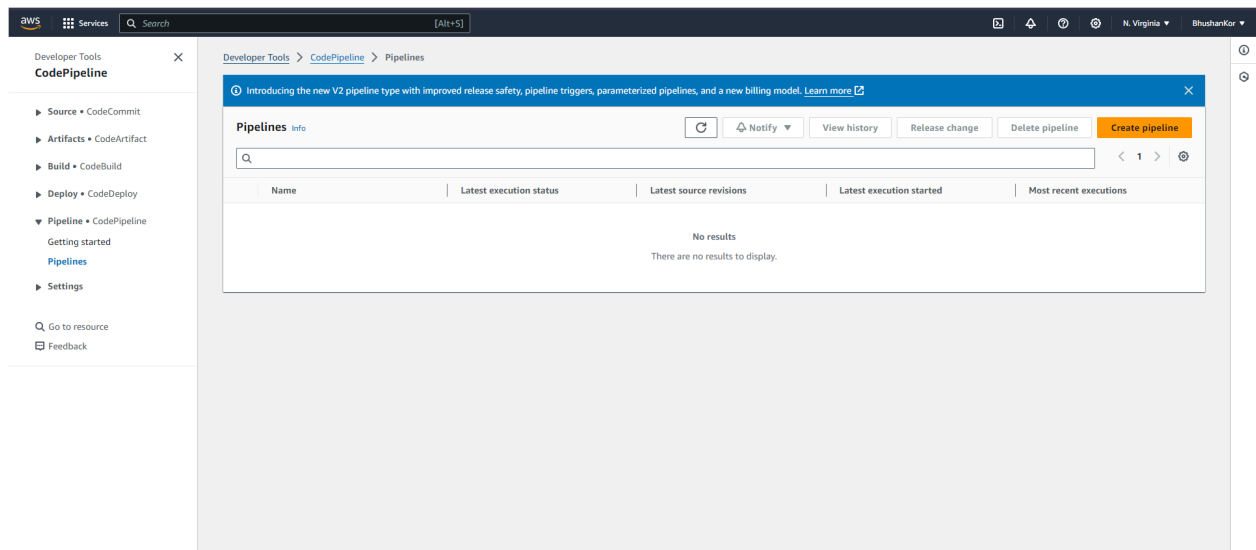 aws Services Search [Alt+S] N. Virginia BhushanKor
Developer Tools
CodePipeline
Source • CodeCommit
Artifacts • CodeArtifact
Build • CodeBuild
Deploy • CodeDeploy
Pipeline • CodePipeline
Getting started
Pipelines
Settings
Go to resource
Feedback
Developer Tools > CodePipeline > Pipelines
Introducing the new V2 pipeline type with improved release safety, pipeline triggers, parameterized pipelines, and a new billing model. Learn more
Pipelines Info Notify View history Release change Delete pipeline Create pipeline
< 1 >
Name Latest execution status Latest source revisions Latest execution started Most recent executions
No results
There are no results to display.